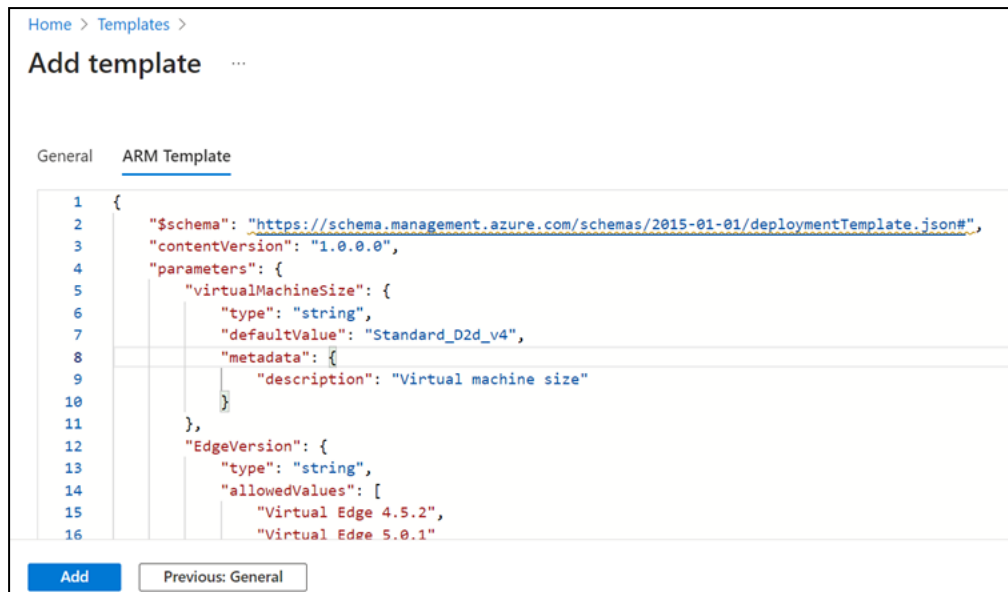 Home > Templates >
Add template ...
General ARM Template
1 {
2 "$schema": "https://schema.management.azure.com/schemas/2015-01-01/deploymentTemplate.json#",
3 "contentVersion": "1.0.0.0",
4 "parameters": {
5 "virtualMachineSize": {
6 "type": "string",
7 "defaultValue": "Standard_D2d_v4",
8 "metadata": {
9 "description": "Virtual machine size"
10 }
11 },
12 "EdgeVersion": {
13 "type": "string",
14 "allowedValues": [
15 "Virtual Edge 4.5.2",
16 "Virtual Edge 5.0.1"
Add Previous: General